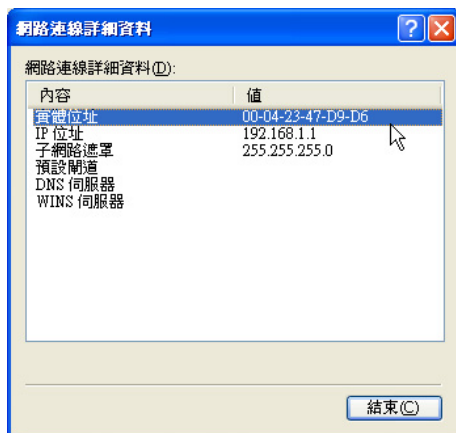 網路連線詳細資料
網路連線詳細資料(D):
內容 值
實體位址 00-04-23-47-D9-D6
IP 位址 192.168.1.1
子網路遮罩 255.255.255.0
預設閘道
DNS 伺服器
WINS 伺服器
結束(C)